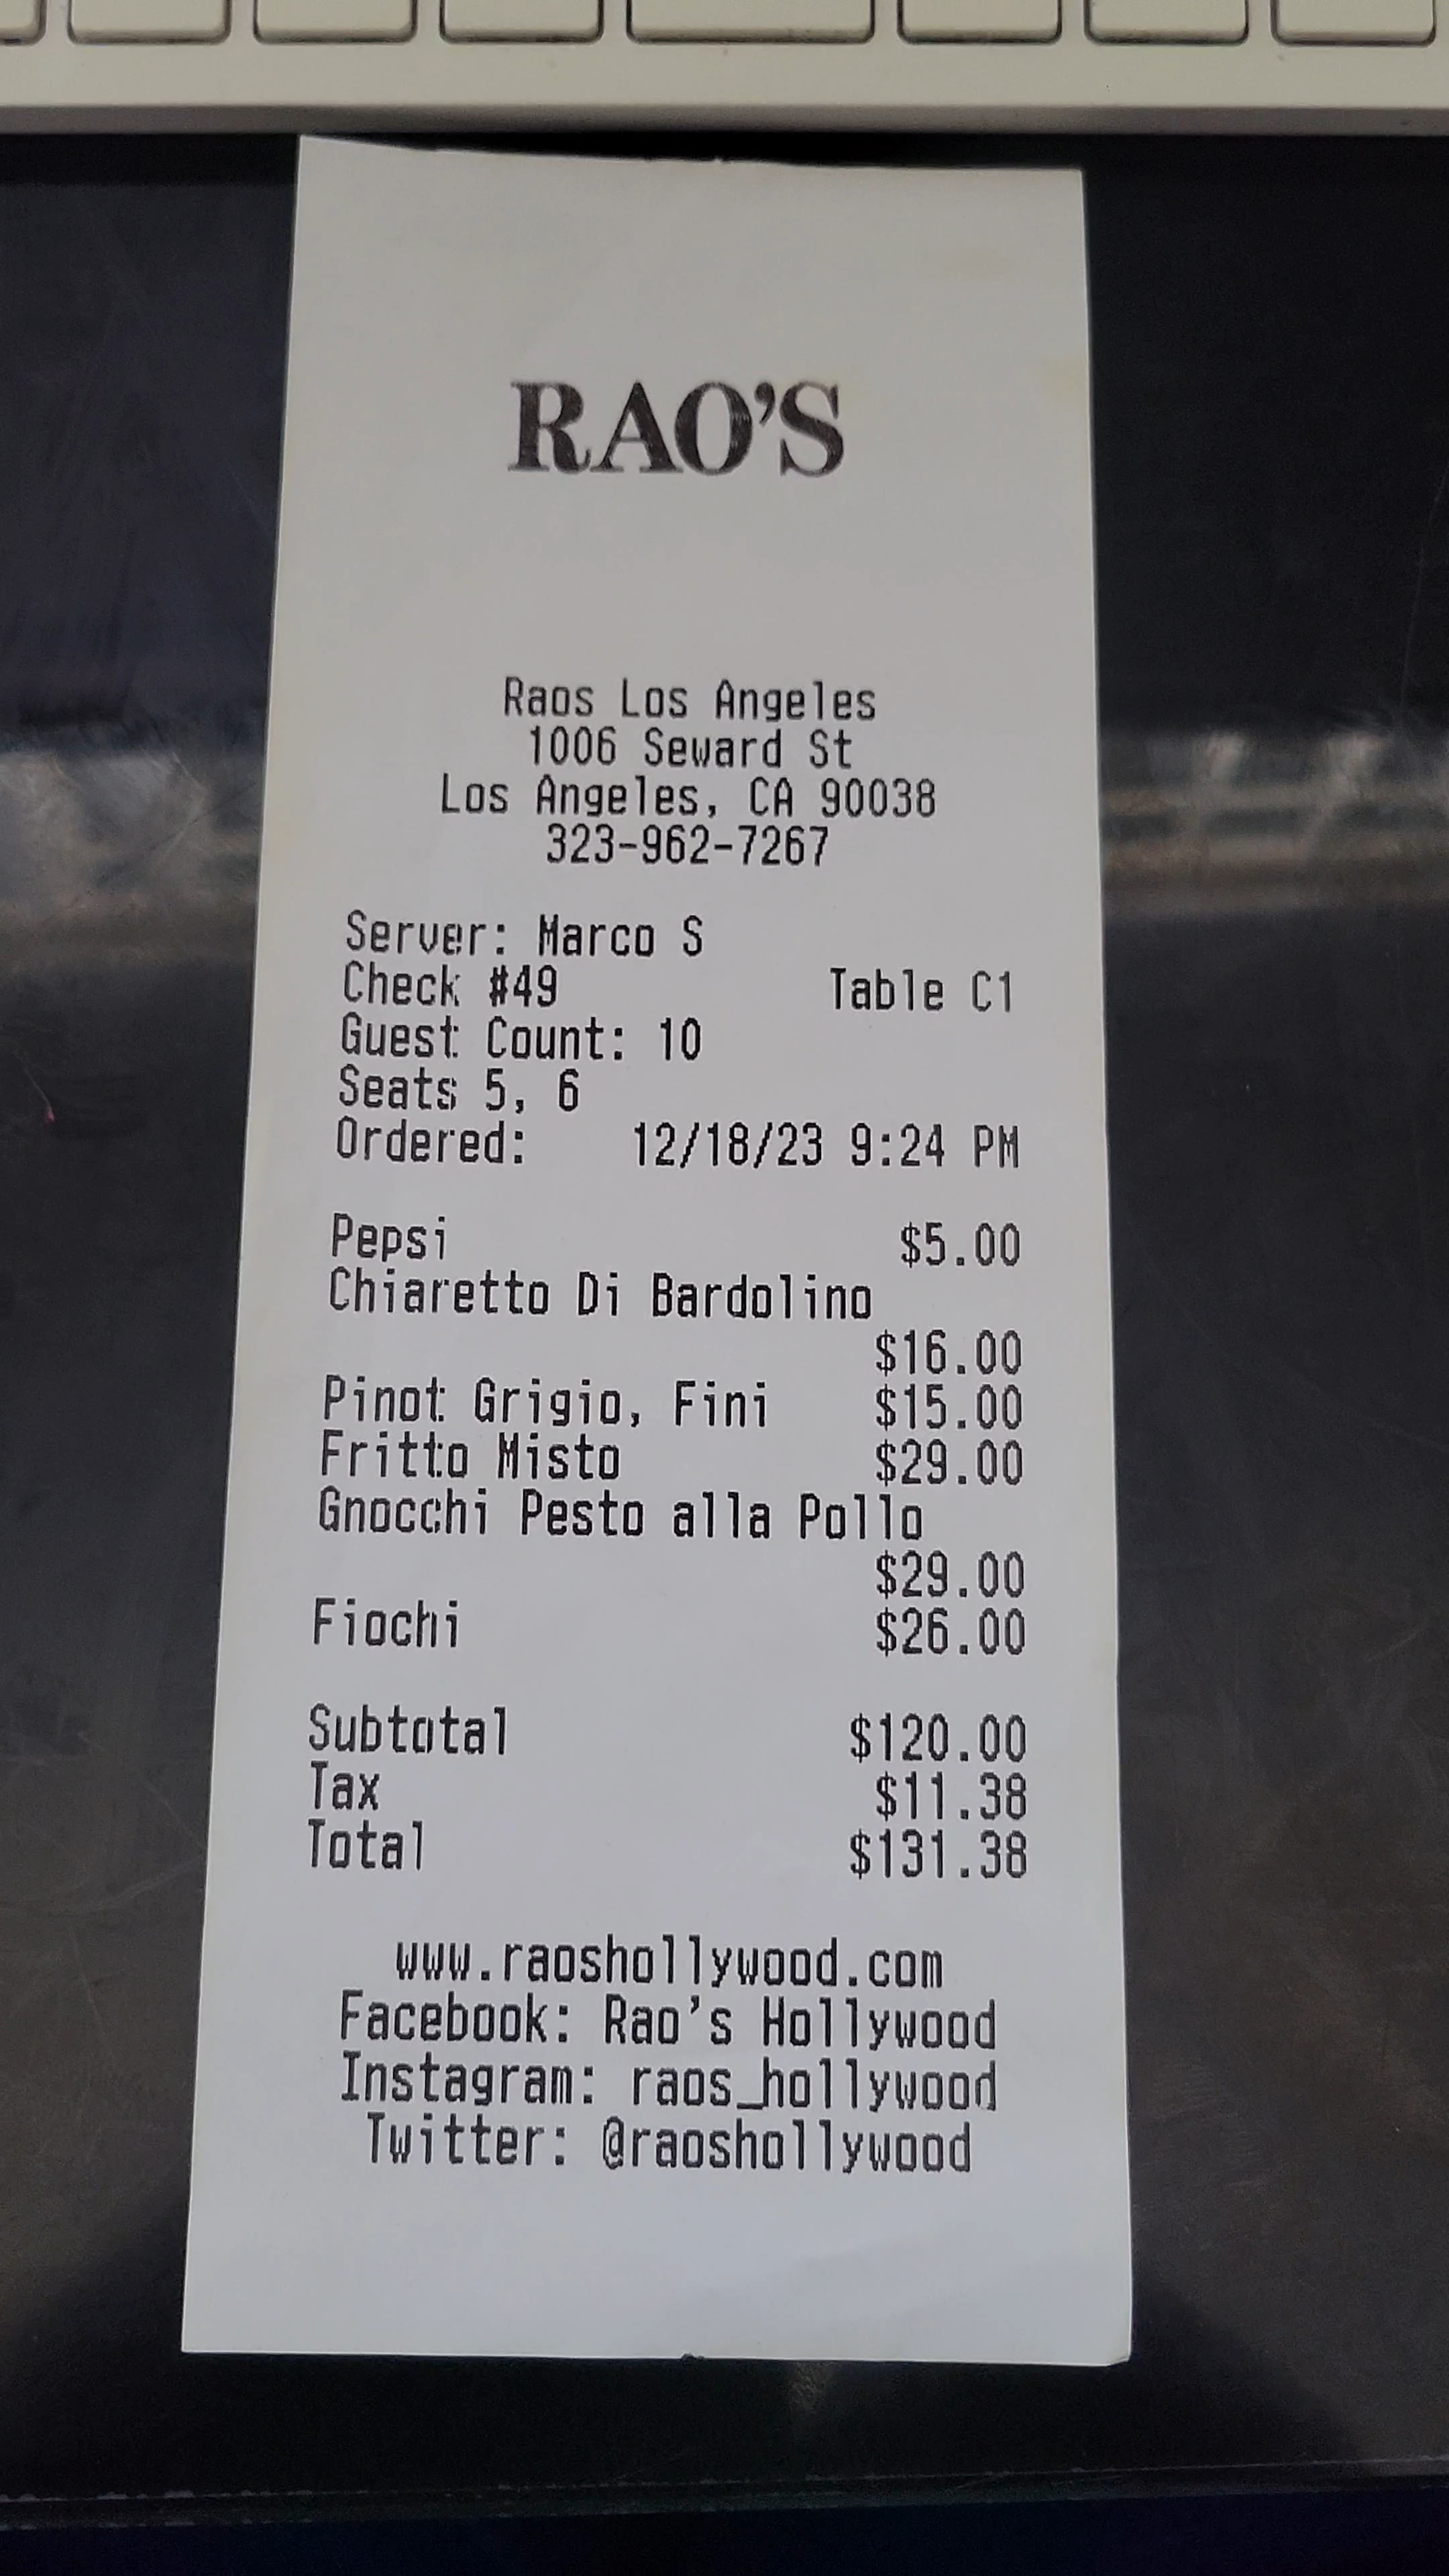 RAO'S
Raos Los Angeles
1006 Seward St
Los Angeles, CA 90038
323-962-7267
Server: Marco S
Check #49 Table C1
Guest Count: 10
Seats 5, 6
Ordered: 12/18/23 9:24 PM
Pepsi $5.00
Chiaretto Di Bardolino
$16.00
Pinot Grigio, Fini $15.00
Fritto Misto $29.00
Gnocchi Pesto alla Pollo
$29.00
Fiochi $26.00
Subtotal $120.00
Tax $11.38
Total $131.38
www.raoshollywood.com
Facebook: Rao's Hollywood
Instagram: raos_hollywood
Twitter: @raoshollywood